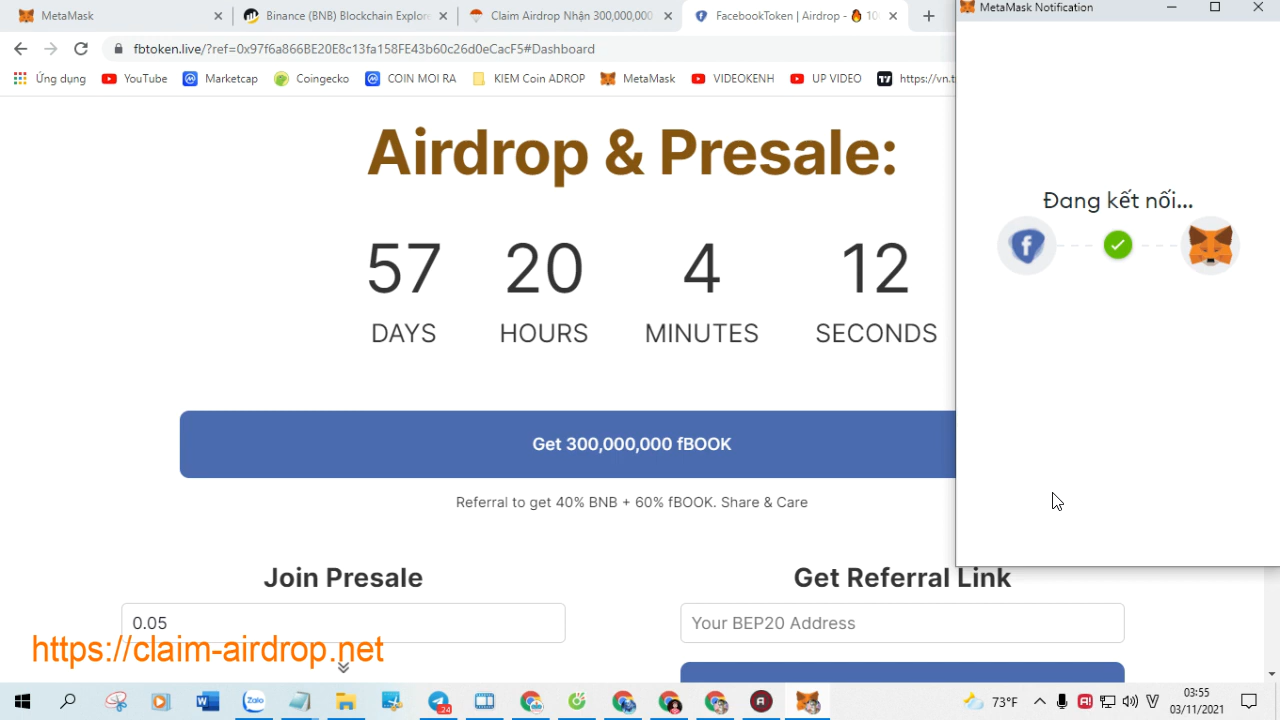 MetaMask
Binance (BNB) Blockchain Explore
Claim Airdrop Nhận 300,000,000
FacebookToken | Airdrop - 🔥 10
MetaMask Notification
fbtoken.live/?ref=0x97f6a866BE20E8c13fa158FE43b60c26d0eCacF5#Dashboard
Ứng dụng
YouTube
Marketcap
Coingecko
COIN MOI RA
KIEM Coin ADROP
MetaMask
VIDEOKENH
UP VIDEO
https://vn.t
Airdrop & Presale:
57 20 4 12
DAYS HOURS MINUTES SECONDS
Đang kết nối...
Get 300,000,000 fBOOK
Referral to get 40% BNB + 60% fBOOK. Share & Care
Join Presale
Get Referral Link
0.05
Your BEP20 Address
https://claim-airdrop.net
Zalo
24
73°F
03:55
03/11/2021